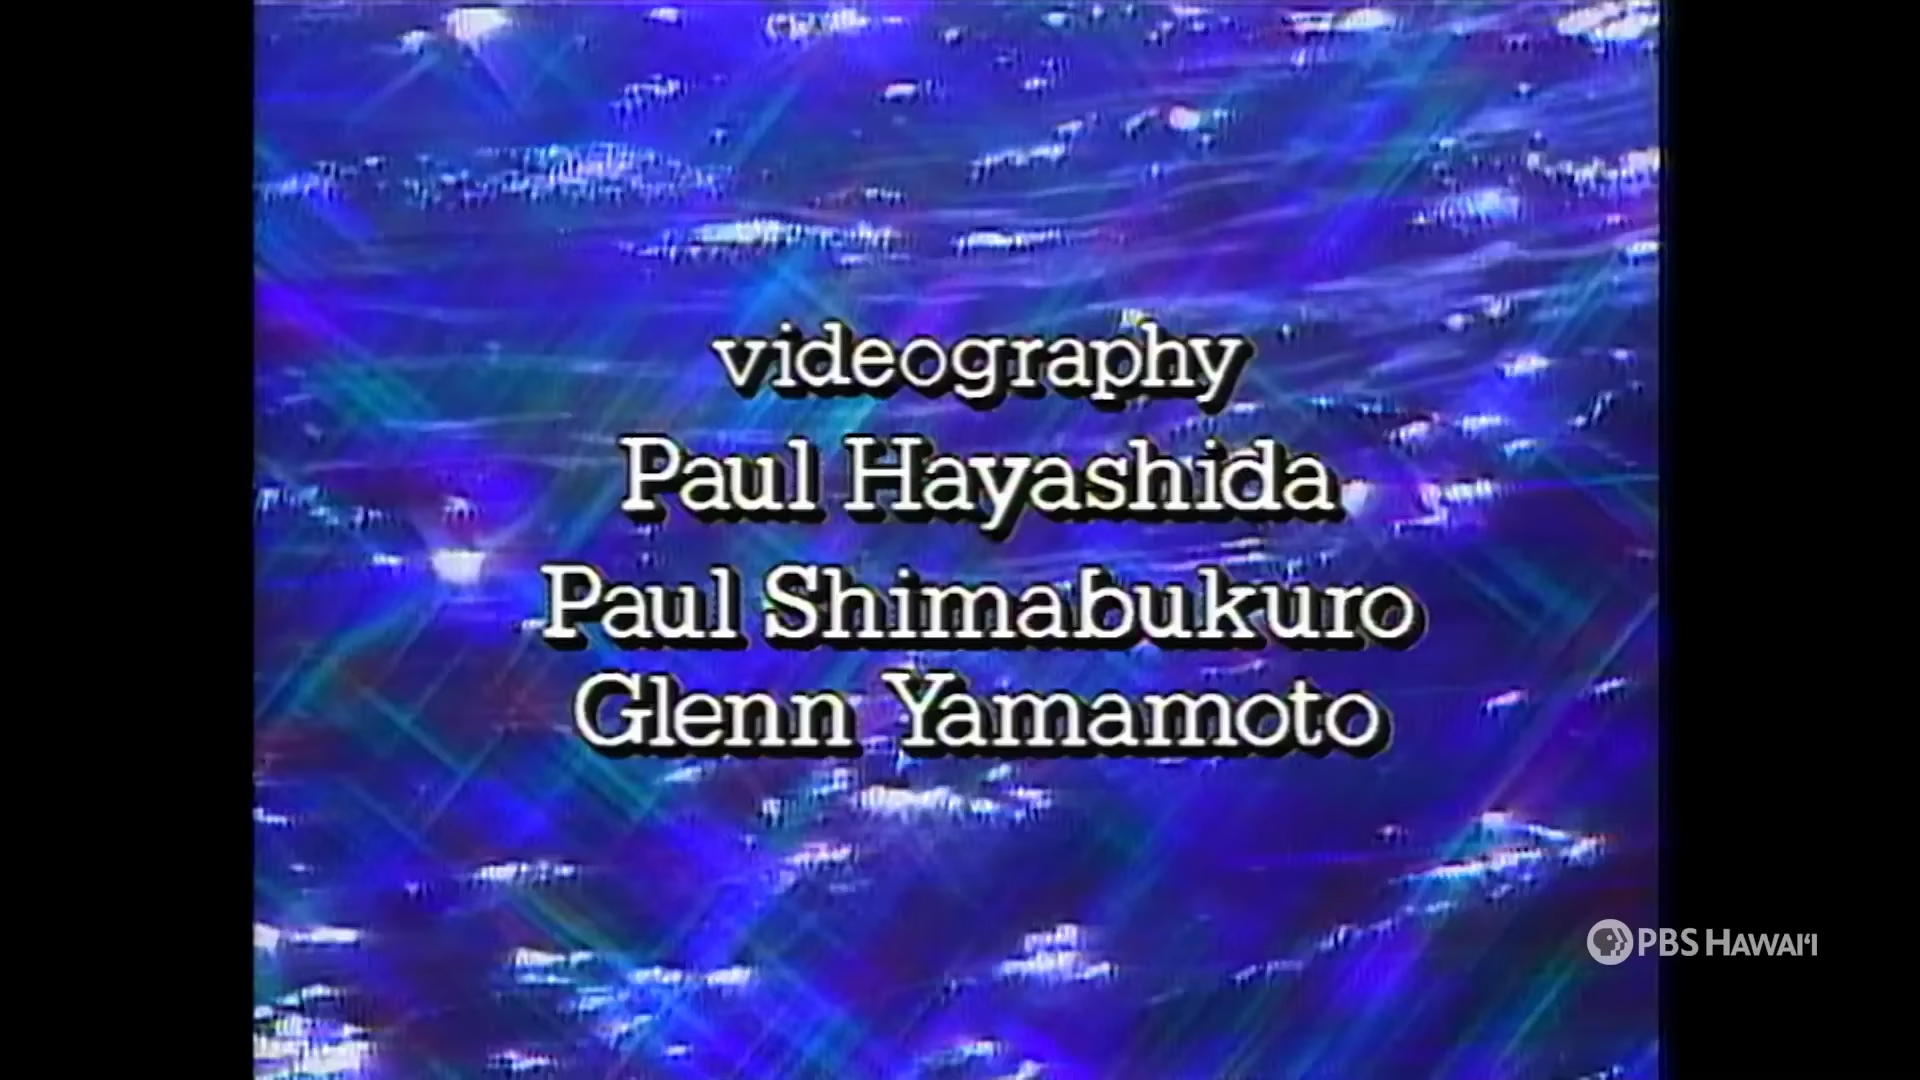 videography
Paul Hayashida
Paul Shimabukuro
Glenn Yamamoto
PBS HAWAIʻI